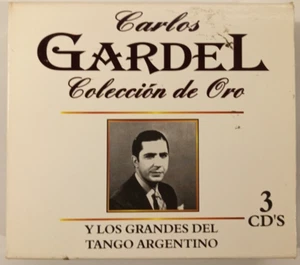 Carlos
GARDEL
Colección de Oro
3
CD'S
Y LOS GRANDES DEL
TANGO ARGENTINO